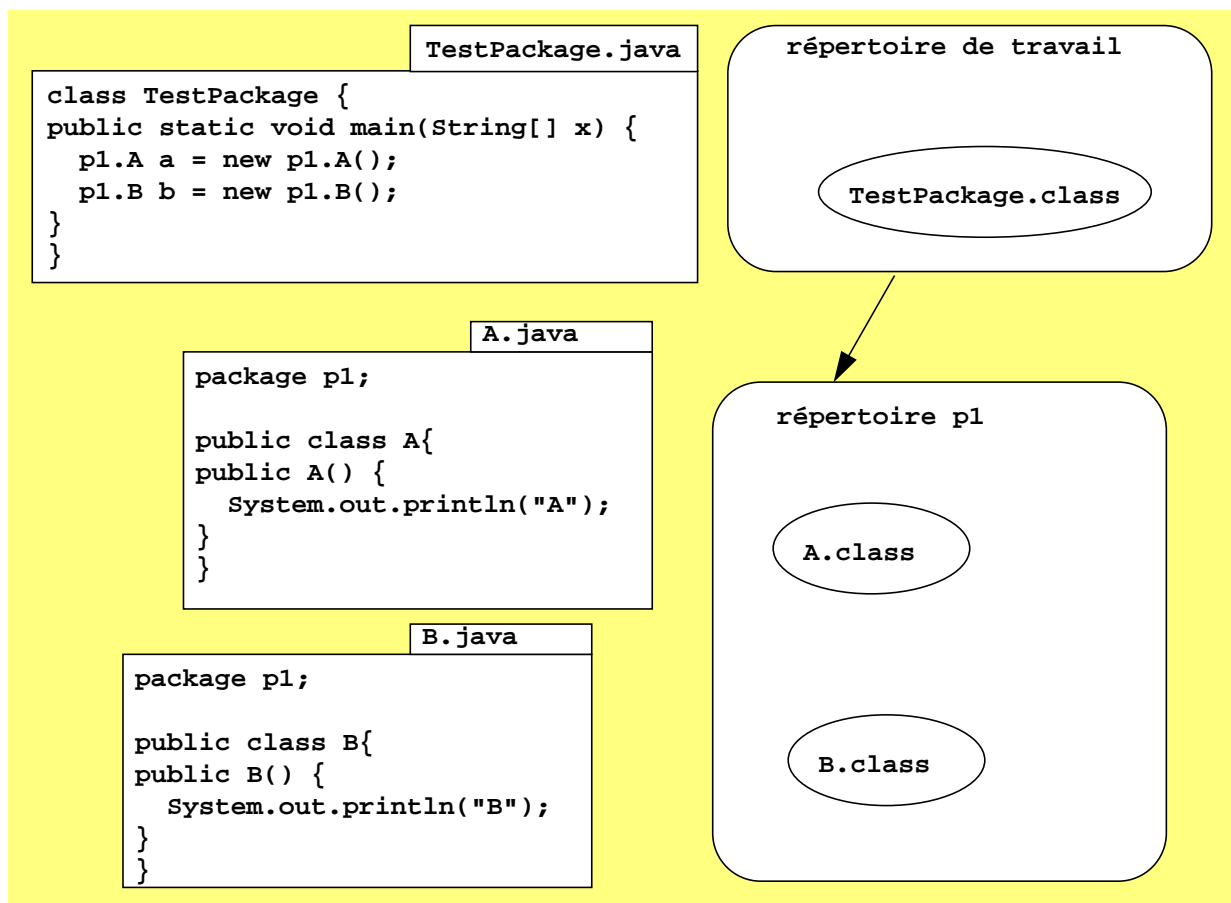 TestPackage.java
class TestPackage {
public static void main(String[] x) {
  p1.A a = new p1.A();
  p1.B b = new p1.B();
}
}
répertoire de travail
TestPackage.class
A.java
package p1;
public class A{
public A() {
  System.out.println("A");
}
}
B.java
package p1;
public class B{
public B() {
  System.out.println("B");
}
}
répertoire p1
A.class
B.class